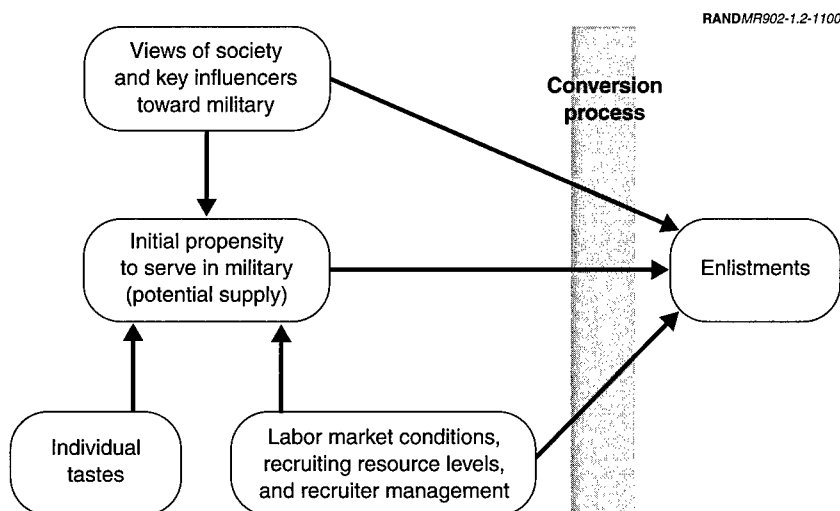 RANDMR902-1.2-1100
Views of society
and key influencers
toward military
Conversion
process
Initial propensity
to serve in military
(potential supply)
Enlistments
Individual
tastes
Labor market conditions,
recruiting resource levels,
and recruiter management